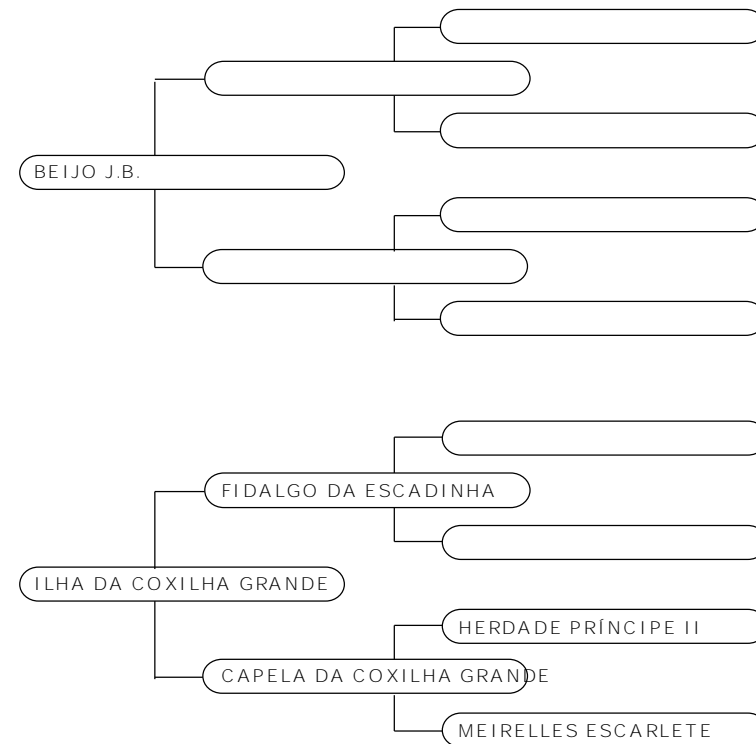 BEIJO J.B.
FIDALGO DA ESCADINHA
ILHA DA COXILHA GRANDE
HERDADE PRÍNCIPE II
CAPELA DA COXILHA GRANDE
MEIRELLES ESCARLETE